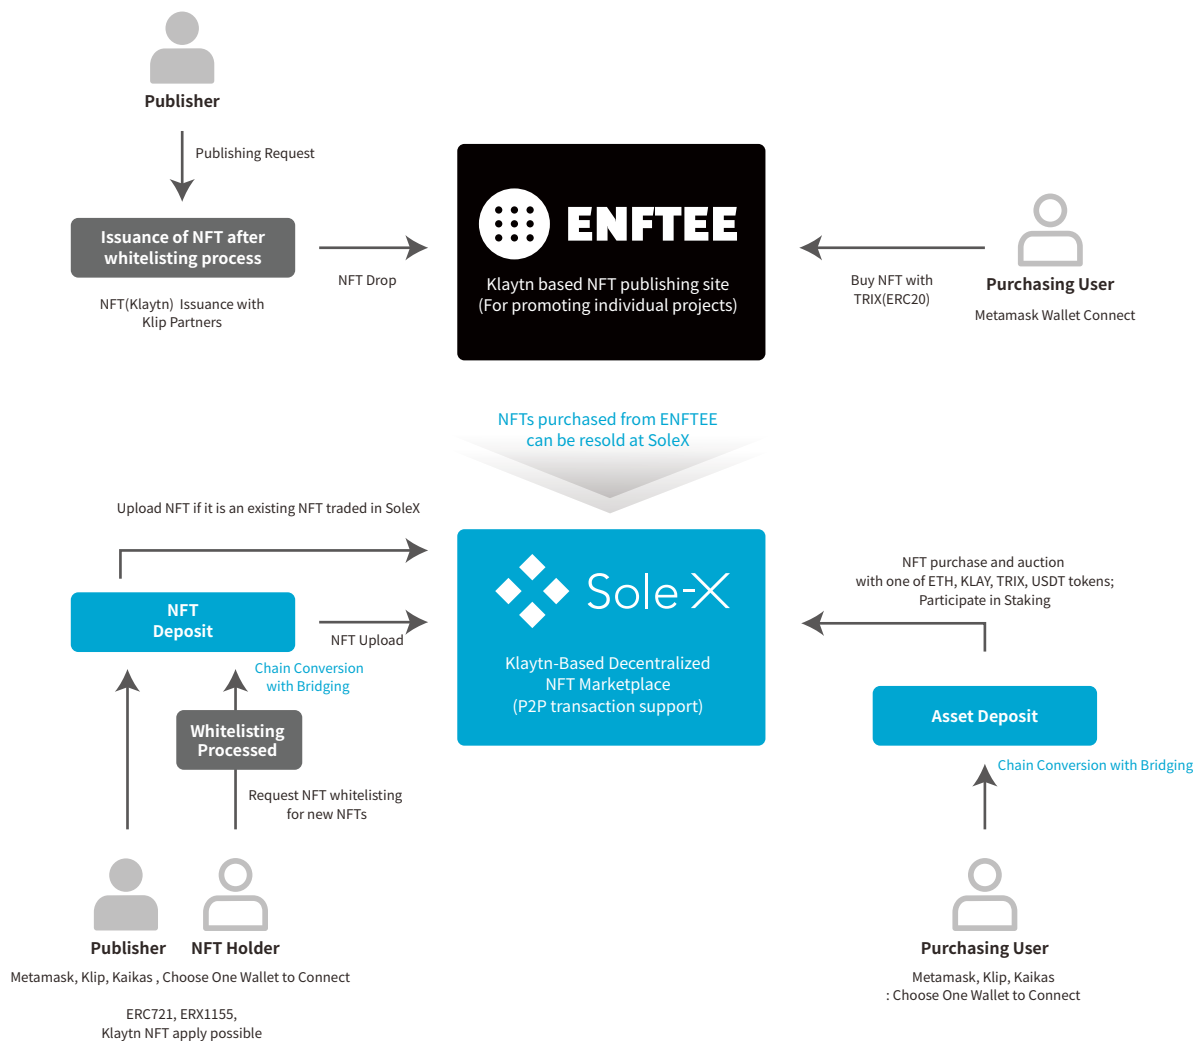 Publisher
Publishing Request
Issuance of NFT after
whitelisting process
NFT(Klaytn) Issuance with
Klip Partners
NFT Drop
ENFTEE
Klaytn based NFT publishing site
(For promoting individual projects)
Buy NFT with
TRIX(ERC20)
Purchasing User
Metamask Wallet Connect
NFTs purchased from ENFTEE
can be resold at SoleX
Upload NFT if it is an existing NFT traded in SoleX
NFT
Deposit
NFT Upload
Chain Conversion
with Bridging
Whitelisting
Processed
Request NFT whitelisting
for new NFTs
Publisher
NFT Holder
Metamask, Klip, Kaikas , Choose One Wallet to Connect
ERC721, ERX1155,
Klaytn NFT apply possible
Sole-X
Klaytn-Based Decentralized
NFT Marketplace
(P2P transaction support)
NFT purchase and auction
with one of ETH, KLAY, TRIX, USDT tokens;
Participate in Staking
Asset Deposit
Chain Conversion with Bridging
Purchasing User
Metamask, Klip, Kaikas
: Choose One Wallet to Connect